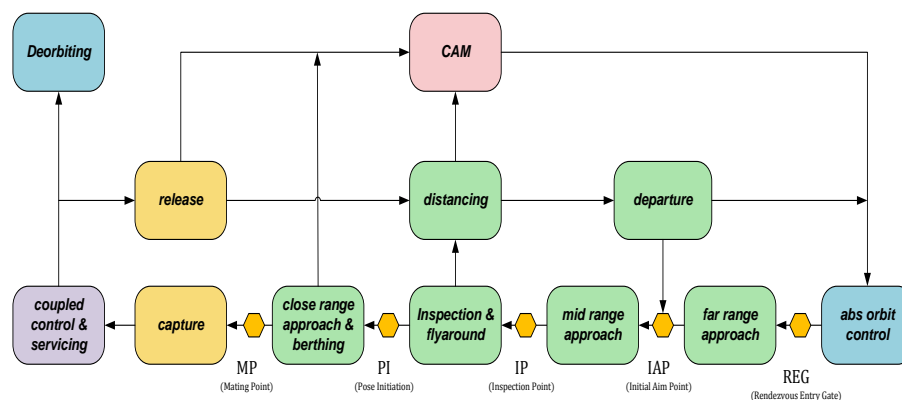 Deorbiting
CAM
release
distancing
departure
coupled
control &
servicing
capture
close range
approach &
berthing
Inspection &
flyaround
mid range
approach
far range
approach
abs orbit
control
MP
(Mating Point)
PI
(Pose Initiation)
IP
(Inspection Point)
IAP
(Initial Aim Point)
REG
(Rendezvous Entry Gate)